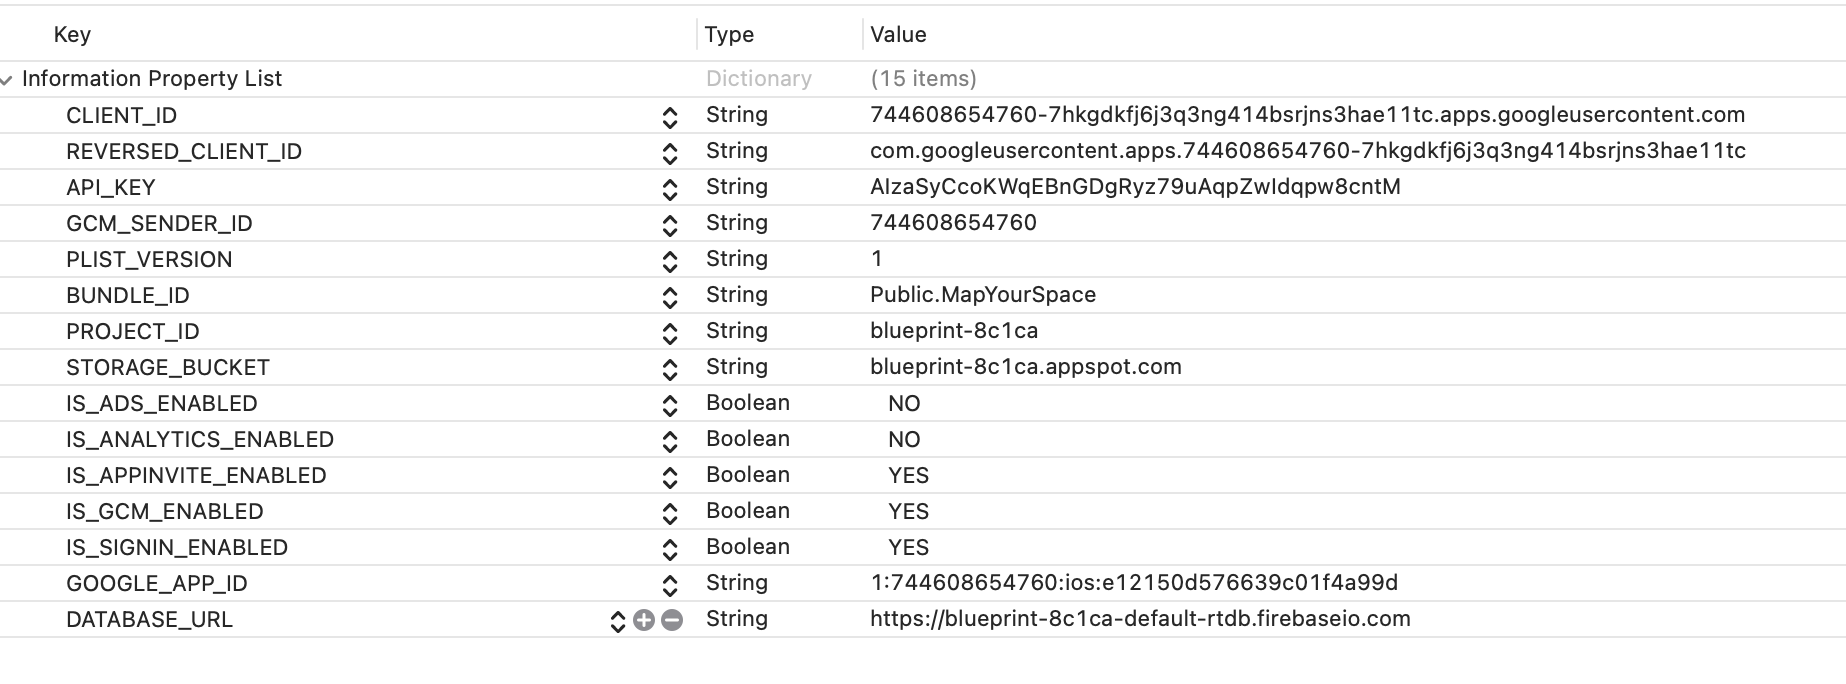 Key Type Value
Information Property List Dictionary (15 items)
CLIENT_ID String 744608654760-7hkgdkfj6j3q3ng414bsrjns3hae11tc.apps.googleusercontent.com
REVERSED_CLIENT_ID String com.googleusercontent.apps.744608654760-7hkgdkfj6j3q3ng414bsrjns3hae11tc
API_KEY String AIzaSyCcoKWqEBnGDgRyz79uAqpZwIdqpw8cntM
GCM_SENDER_ID String 744608654760
PLIST_VERSION String 1
BUNDLE_ID String Public.MapYourSpace
PROJECT_ID String blueprint-8c1ca
STORAGE_BUCKET String blueprint-8c1ca.appspot.com
IS_ADS_ENABLED Boolean NO
IS_ANALYTICS_ENABLED Boolean NO
IS_APPINVITE_ENABLED Boolean YES
IS_GCM_ENABLED Boolean YES
IS_SIGNIN_ENABLED Boolean YES
GOOGLE_APP_ID String 1:744608654760:ios:e12150d576639c01f4a99d
DATABASE_URL String https://blueprint-8c1ca-default-rtdb.firebaseio.com